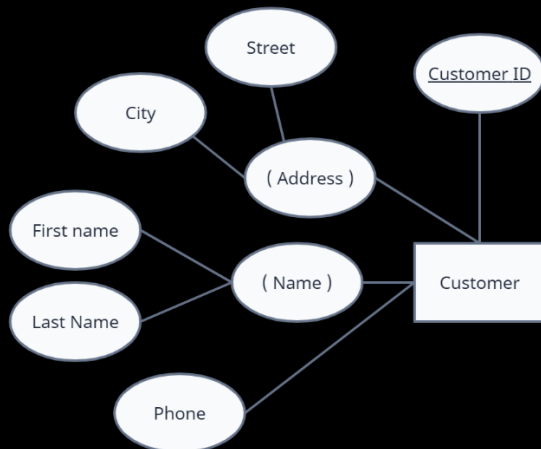 Street
Customer ID
City
( Address )
First name
( Name )
Customer
Last Name
Phone